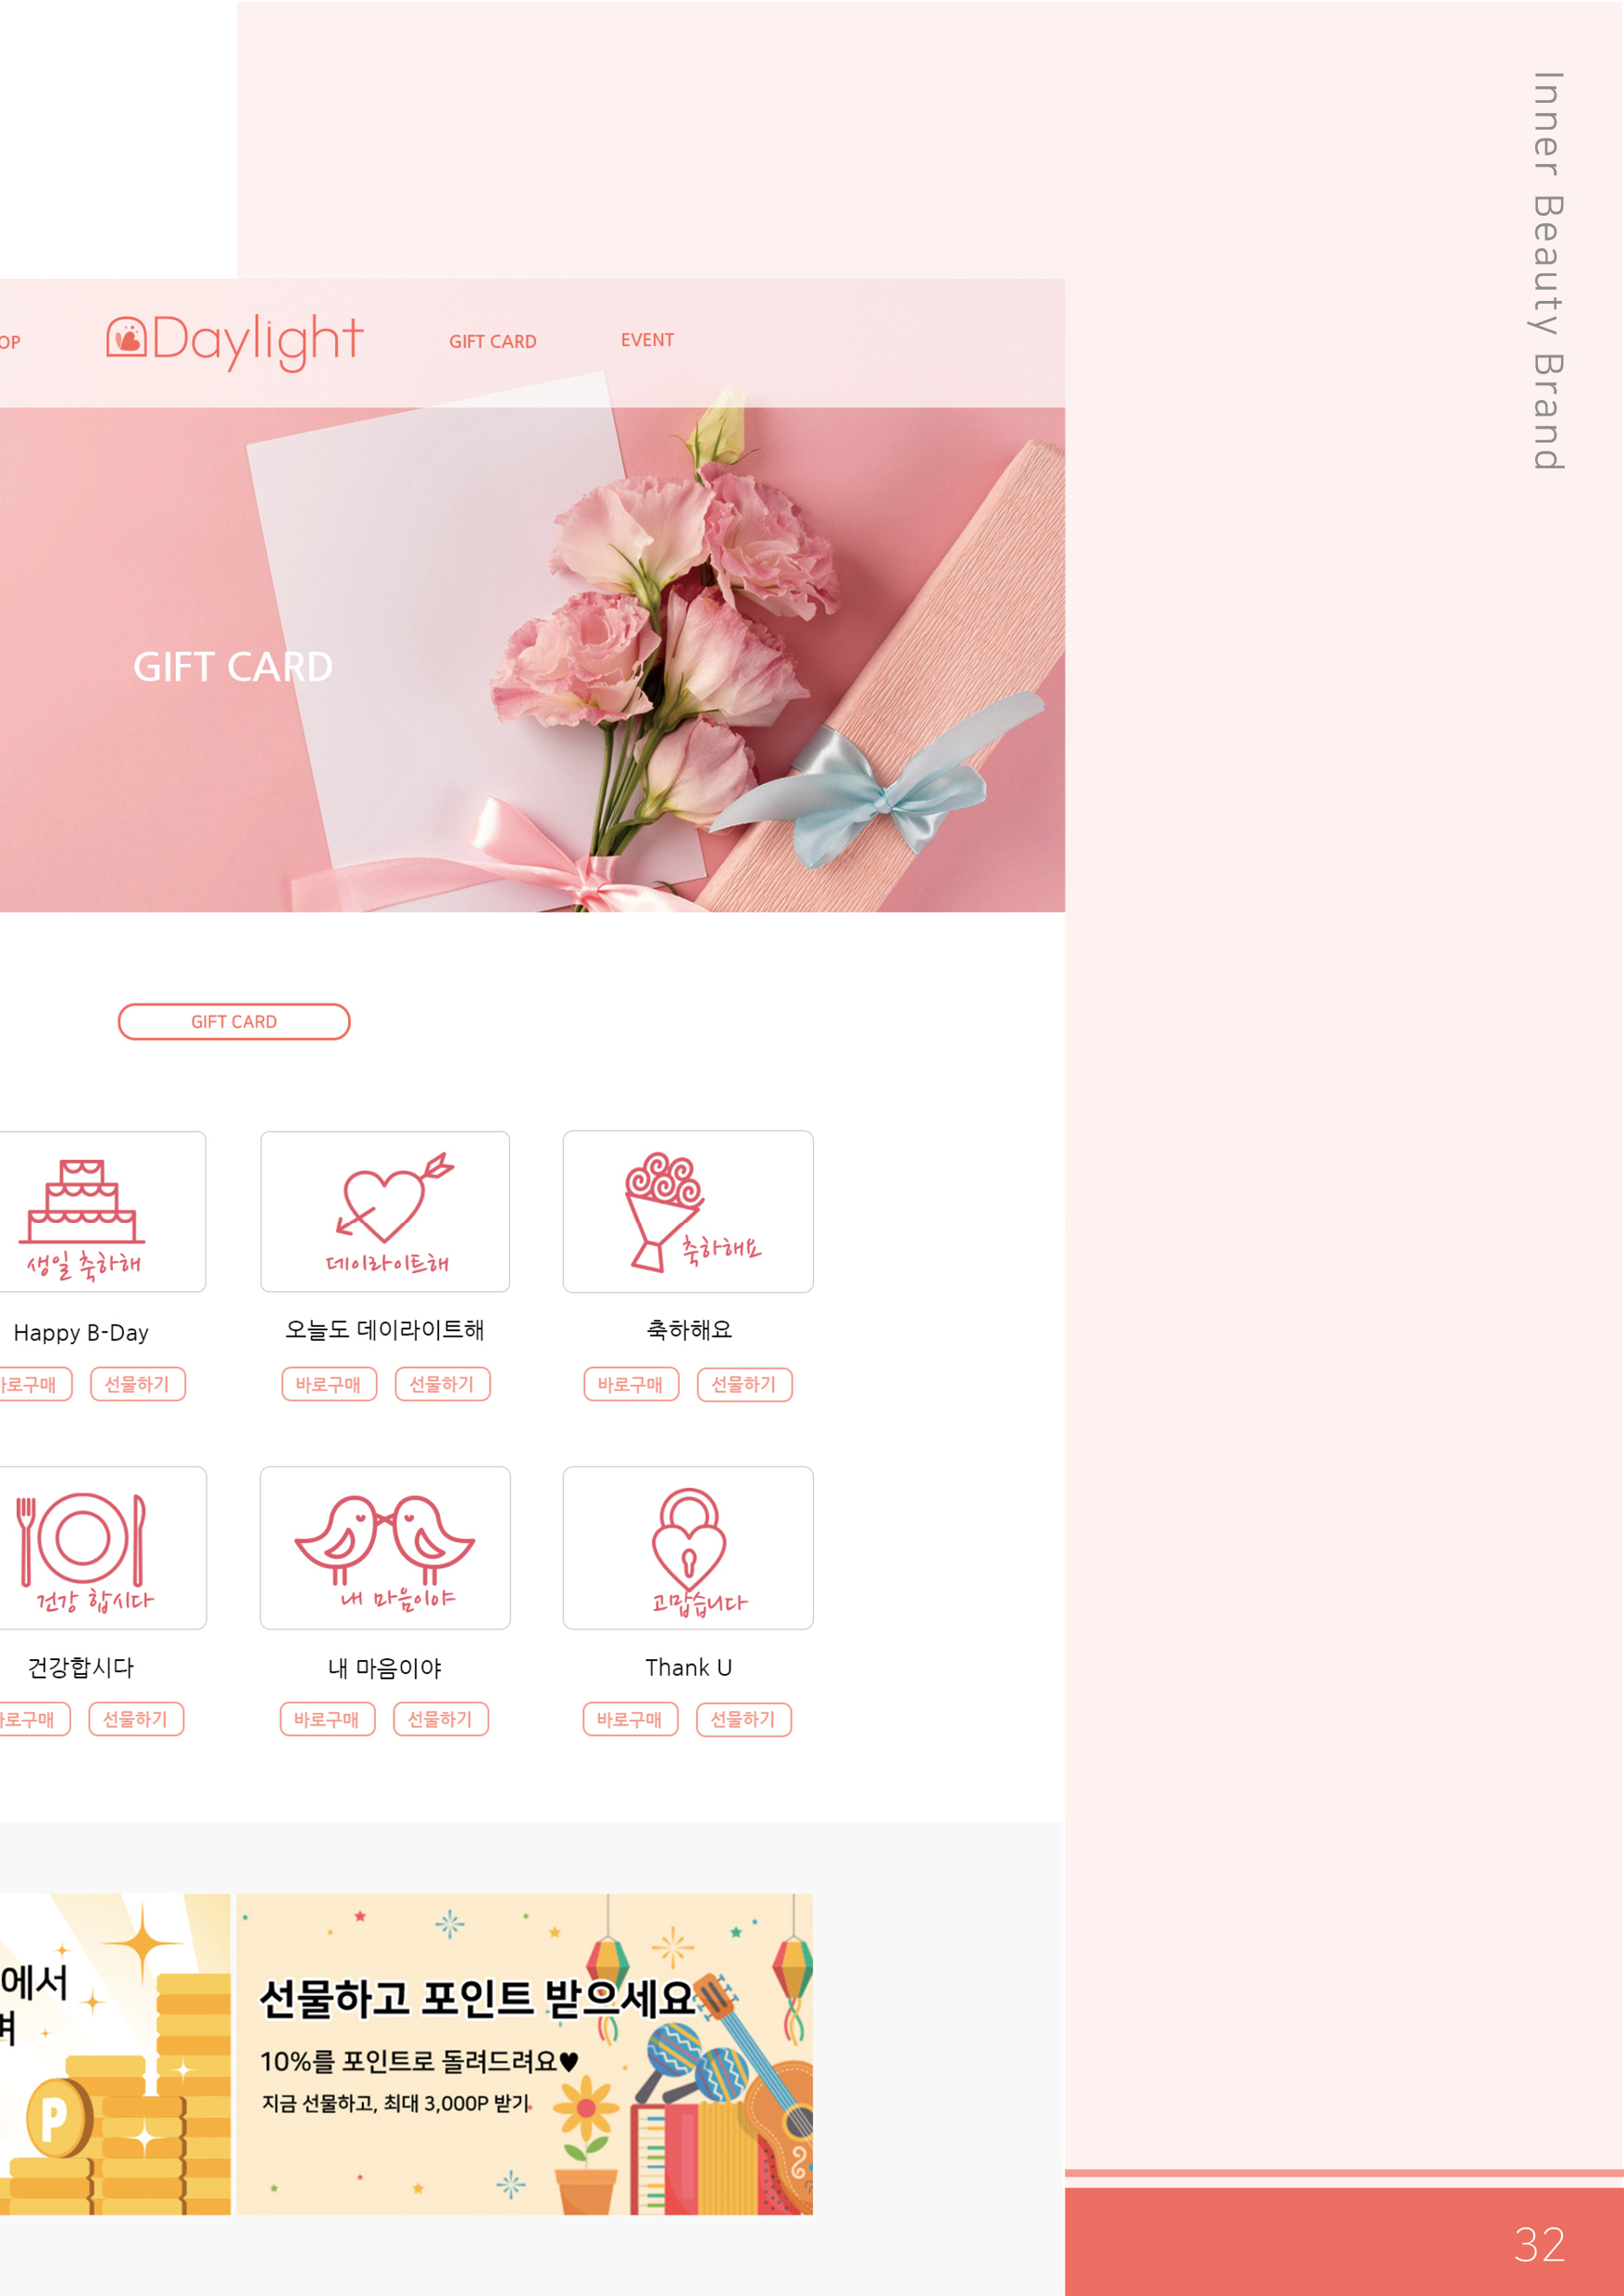 Inner Beauty Brand
OP
Daylight
GIFT CARD
EVENT
GIFT CARD
GIFT CARD
생일 축하해
데이라이트해
축하해요
Happy B-Day
오늘도 데이라이트해
축하해요
바로구매
선물하기
바로구매
선물하기
바로구매
선물하기
건강 합시다
내 마음이야
고맙습니다
건강합시다
내 마음이야
Thank U
바로구매
선물하기
바로구매
선물하기
바로구매
선물하기
에서
며
P
선물하고 포인트 받으세요
10%를 포인트로 돌려드려요♥
지금 선물하고, 최대 3,000P 받기
32